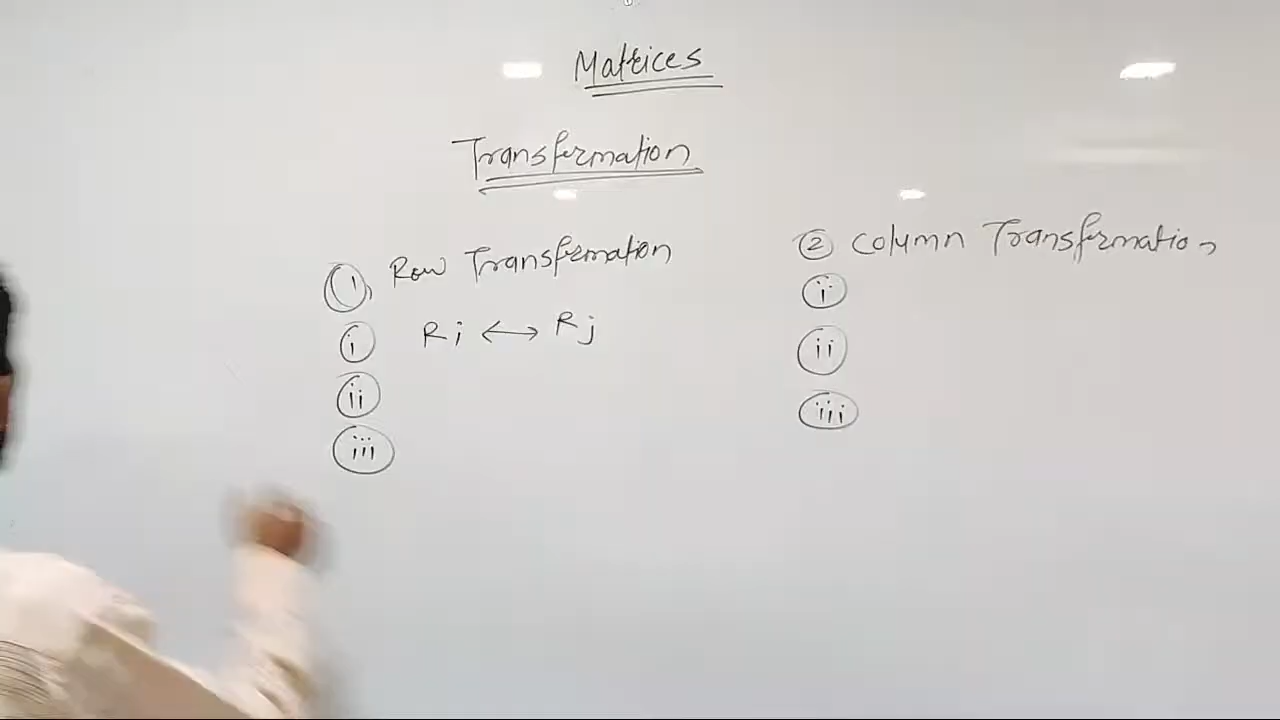 Matrices
Transformation
① Row Transformation
ⓘ Ri ↔ Rj
ii
iii
② Column Transformation
i
ii
iii